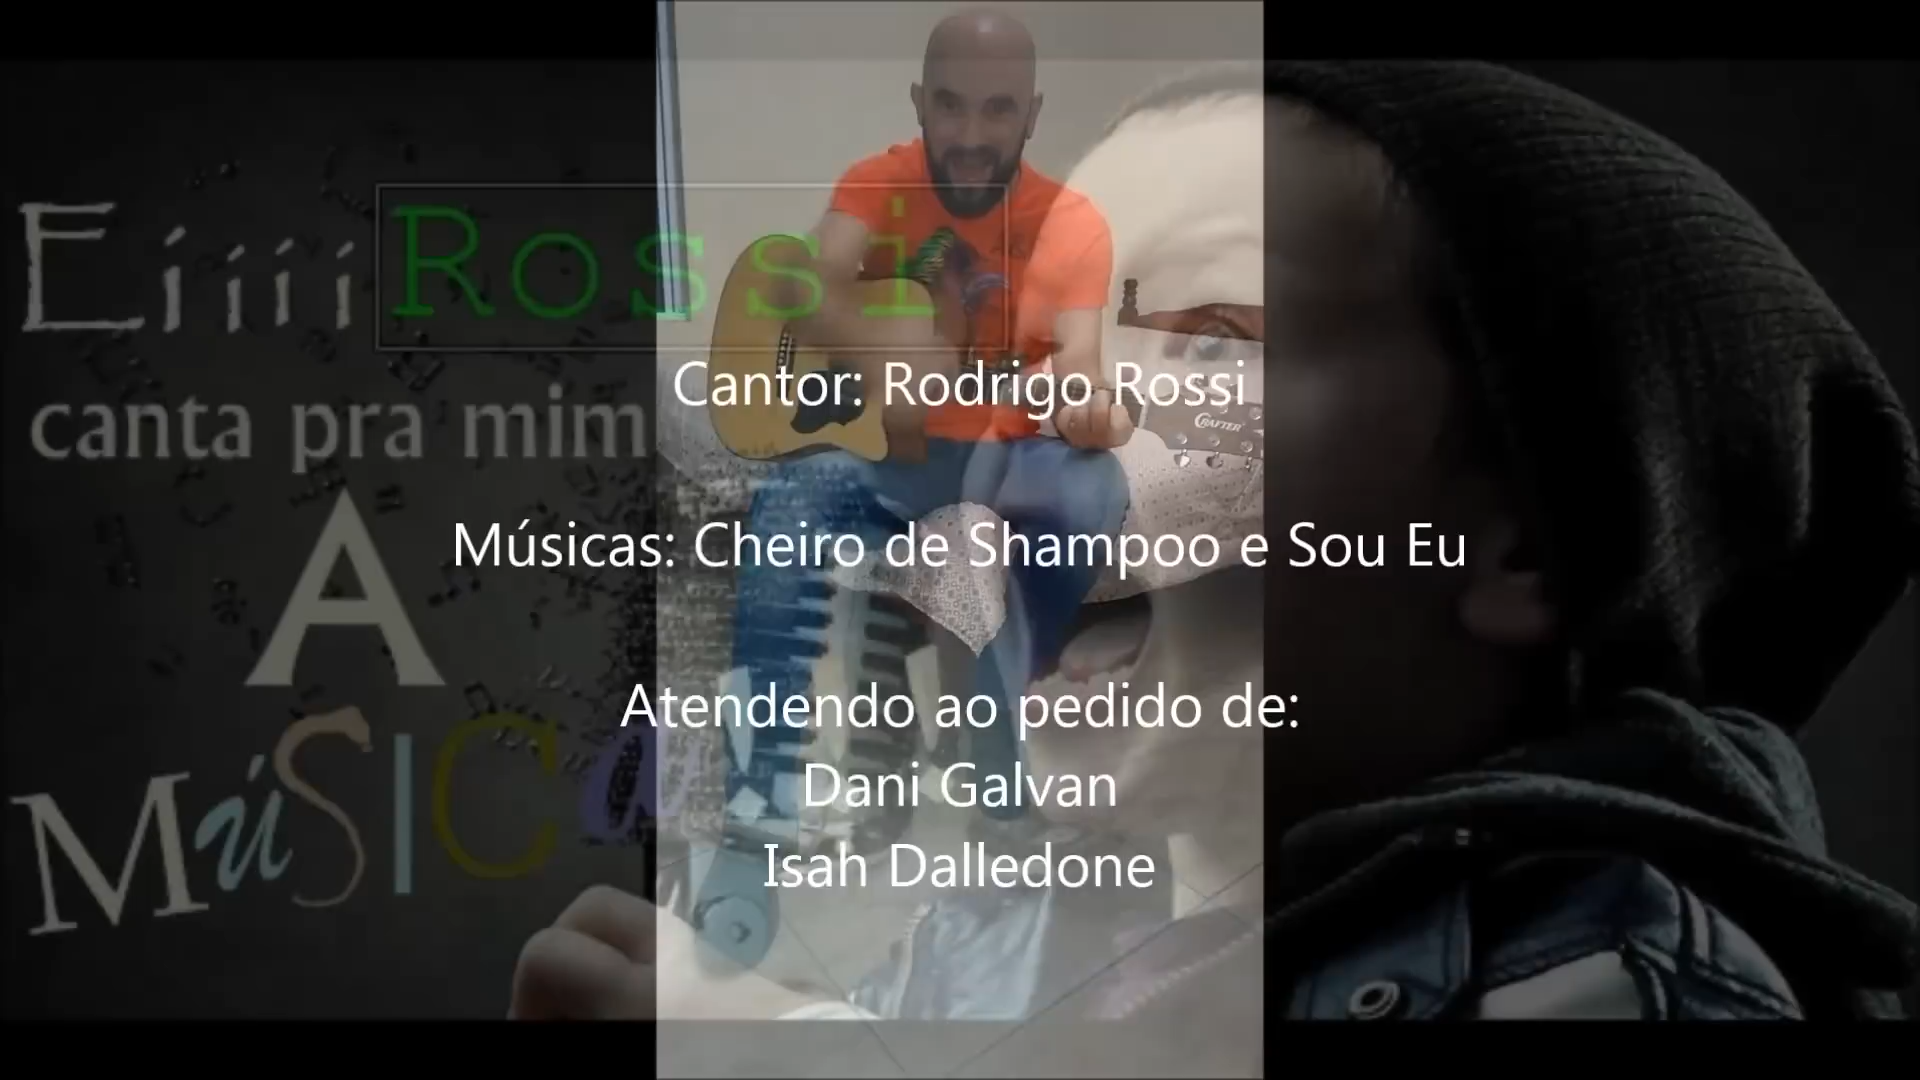 Eiiii Rossi
canta pra mim
A
MúSICa
Cantor: Rodrigo Rossi
CRAFTER
Músicas: Cheiro de Shampoo e Sou Eu
Atendendo ao pedido de:
Dani Galvan
Isah Dalledone